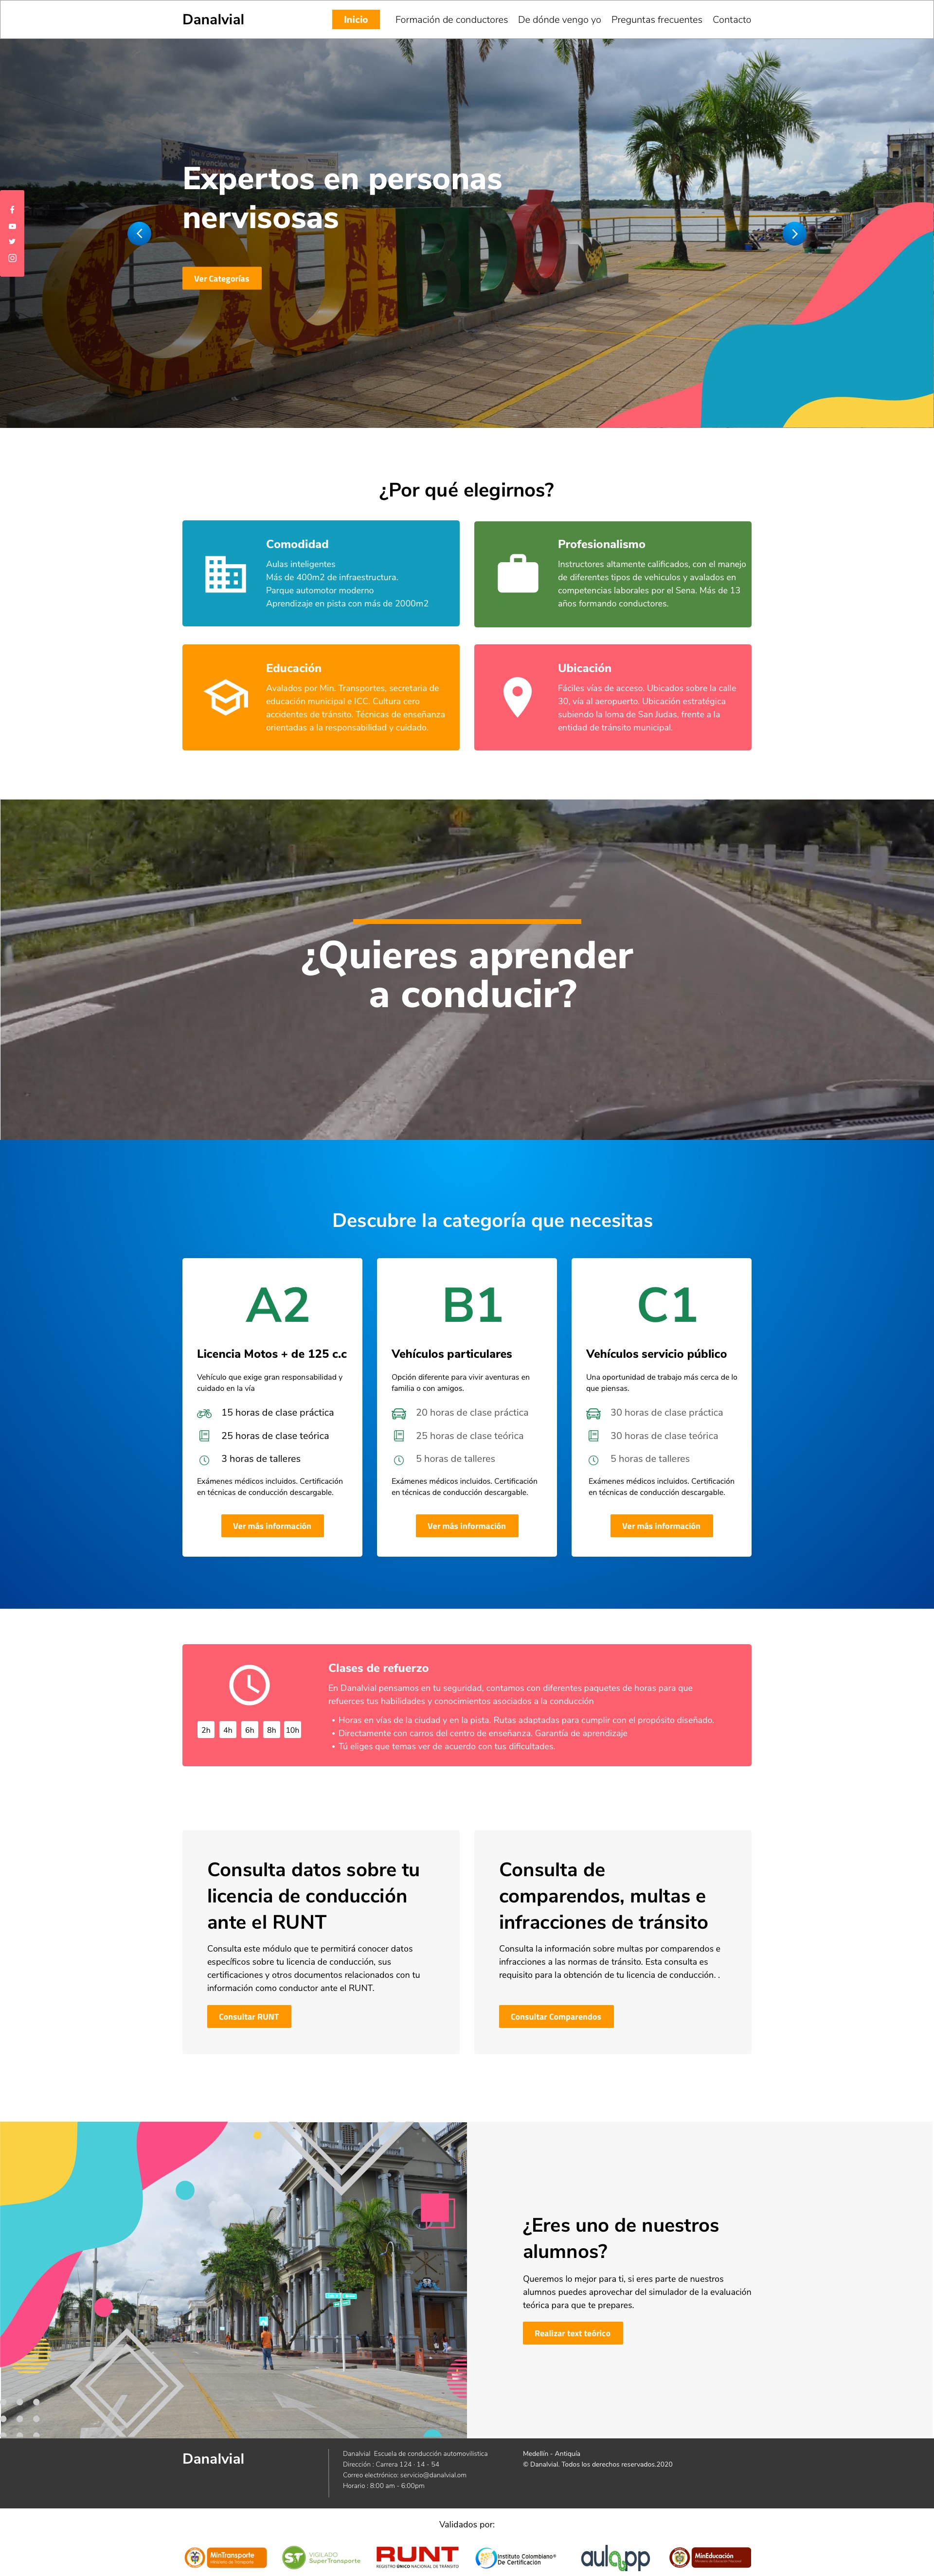 Danalvial
Inicio
Formación de conductores
De dónde vengo yo
Preguntas frecuentes
Contacto
Prevención del
Expertos en personas
nervisosas
QUIBDÓ
Ver Categorías
¿Por qué elegirnos?
Comodidad
Aulas inteligentes
Más de 400m2 de infraestructura.
Parque automotor moderno
Aprendizaje en pista con más de 2000m2
Profesionalismo
Instructores altamente calificados, con el manejo
de diferentes tipos de vehiculos y avalados en
competencias laborales por el Sena. Más de 13
años formando conductores.
Educación
Avalados por Min. Transportes, secretaria de
educación municipal e ICC. Cultura cero
accidentes de tránsito. Técnicas de enseñanza
orientadas a la responsabilidad y cuidado.
Ubicación
Fáciles vías de acceso. Ubicados sobre la calle
30, vía al aeropuerto. Ubicación estratégica
subiendo la loma de San Judas, frente a la
entidad de tránsito municipal.
¿Quieres aprender
a conducir?
Descubre la categoría que necesitas
A2
Licencia Motos + de 125 c.c
Vehículo que exige gran responsabilidad y
cuidado en la vía
15 horas de clase práctica
25 horas de clase teórica
3 horas de talleres
Exámenes médicos incluidos. Certificación
en técnicas de conducción descargable.
Ver más información
B1
Vehículos particulares
Opción diferente para vivir aventuras en
familia o con amigos.
20 horas de clase práctica
25 horas de clase teórica
5 horas de talleres
Exámenes médicos incluidos. Certificación
en técnicas de conducción descargable.
Ver más información
C1
Vehículos servicio público
Una oportunidad de trabajo más cerca de lo
que piensas.
30 horas de clase práctica
30 horas de clase teórica
5 horas de talleres
Exámenes médicos incluidos. Certificación
en técnicas de conducción descargable.
Ver más información
2h
4h
6h
8h
10h
Clases de refuerzo
En Danalvial pensamos en tu seguridad, contamos con diferentes paquetes de horas para que
refuerces tus habilidades y conocimientos asociados a la conducción
• Horas en vías de la ciudad y en la pista. Rutas adaptadas para cumplir con el propósito diseñado.
• Directamente con carros del centro de enseñanza. Garantía de aprendizaje
• Tú eliges que temas ver de acuerdo con tus dificultades.
Consulta datos sobre tu
licencia de conducción
ante el RUNT
Consulta este módulo que te permitirá conocer datos
específicos sobre tu licencia de conducción, sus
certificaciones y otros documentos relacionados con tu
información como conductor ante el RUNT.
Consultar RUNT
Consulta de
comparendos, multas e
infracciones de tránsito
Consulta la información sobre multas por comparendos e
infracciones a las normas de tránsito. Esta consulta es
requisito para la obtención de tu licencia de conducción. .
Consultar Comparendos
¿Eres uno de nuestros
alumnos?
Queremos lo mejor para ti, si eres parte de nuestros
alumnos puedes aprovechar del simulador de la evaluación
teórica para que te prepares.
Realizar text teórico
Danalvial
Danalvial Escuela de conducción automovilistica
Dirección : Carrera 124 - 14 - 54
Correo electrónico: servicio@danalvial.om
Horario : 8:00 am - 6:00pm
Medellín - Antiquía
© Danalvial. Todos los derechos reservados.2020
Validados por:
MinTransporte
Ministerio de Transporte
ST
VIGILADO
SuperTransporte
RUNT
REGISTRO ÚNICO NACIONAL DE TRÁNSITO
Instituto Colombiano®
De Certificación
aulapp
MinEducación
Ministerio de Educación Nacional